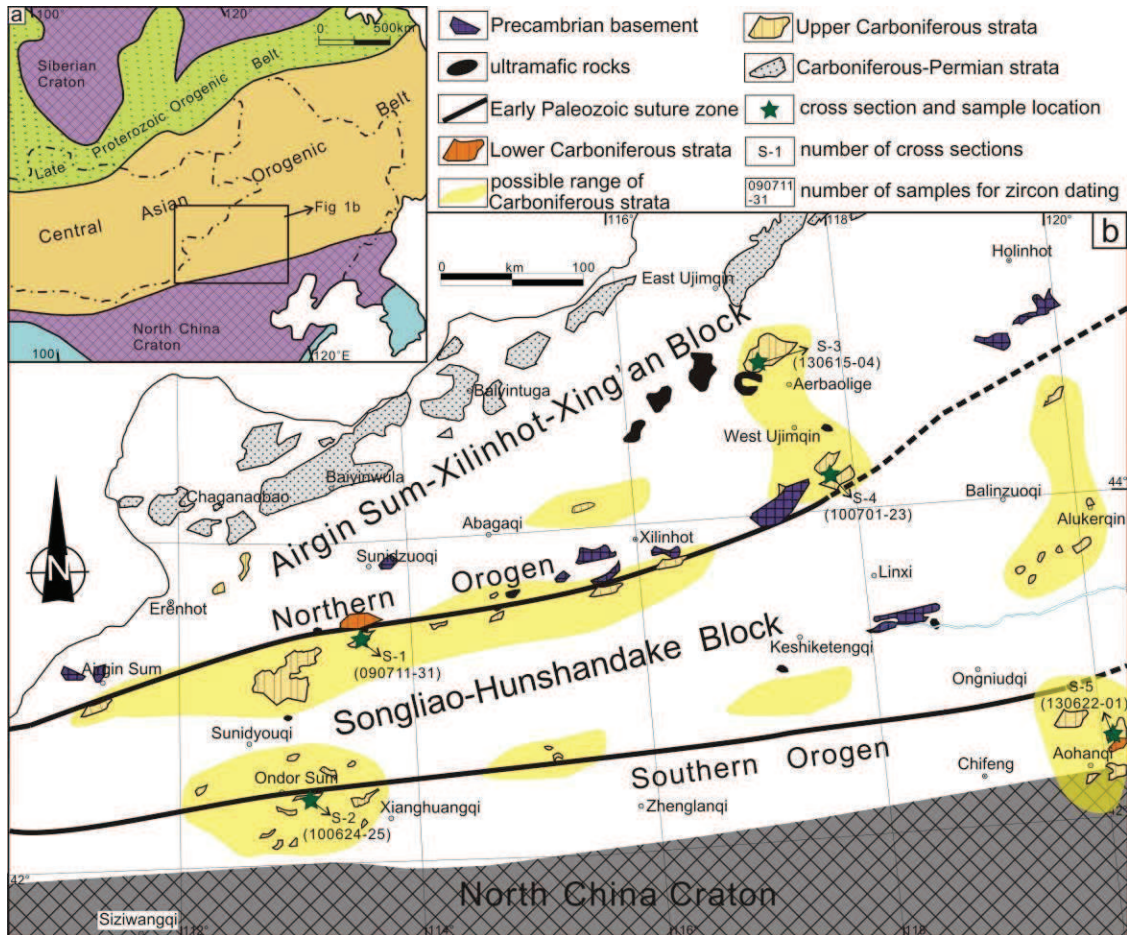 a
100
120
0 500km
Siberian
Craton
Late Proterozoic Orogenic Belt
Central Asian Orogenic Belt
Fig 1b
North China
Craton
100
120°E
Precambrian basement
ultramafic rocks
Early Paleozoic suture zone
Lower Carboniferous strata
possible range of
Carboniferous strata
Upper Carboniferous strata
Carboniferous-Permian strata
cross section and sample location
S-1
number of cross sections
090711
-31
number of samples for zircon dating
b
116°
118°
120°
0 km 100
Holinhot
East Ujimqin
S-3
(130615-04)
Aerbaolige
Baiyintuga
West Ujimqin
Airgin Sum-Xilinhot-Xing'an Block
Baiyinwula
Chaganaobao
S-4
(100701-23)
44°
Balinzuoqi
Alukerqin
Abagaqi
Xilinhot
Sunidzuoqi
Linxi
Northern Orogen
Erenhot
N
Keshiketengqi
S-1
(090711-31)
Airgin Sum
Songliao-Hunshandake Block
Ongniudqi
S-5
(130622-01)
Sunidyouqi
Aohanqi
Southern Orogen
Chifeng
Ondor Sum
Xianghuangqi
Zhenglanqi
S-2
(100624-25)
42°
42°
North China Craton
Siziwangqi
112°
114°
116°
118